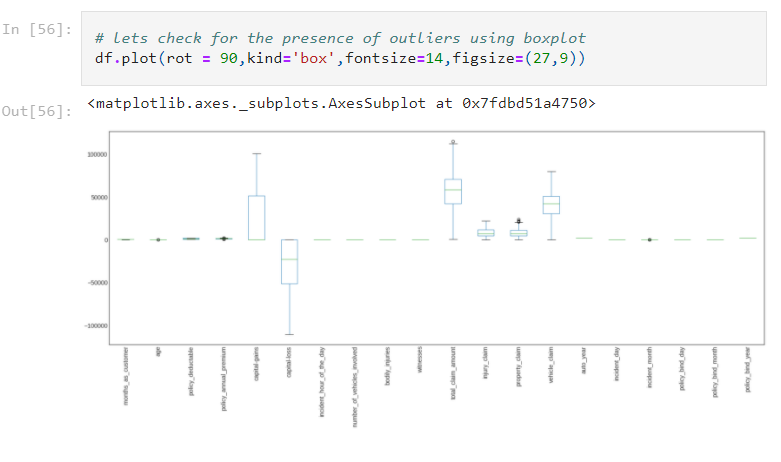 In [56]:
# Lets check for the presence of outliers using boxplot
df.plot(rot = 90,kind='box',fontsize=14,figsize=(27,9))
Out[56]:
<matplotlib.axes._subplots.AxesSubplot at 0x7fdbd51a4750>
100000
50000
0
−50000
−100000
months_as_customer
age
policy_deductable
policy_annual_premium
capital-gains
capital-loss
incident_hour_of_the_day
number_of_vehicles_involved
bodily_injuries
witnesses
total_claim_amount
injury_claim
property_claim
vehicle_claim
auto_year
incident_day
incident_month
policy_bind_day
policy_bind_month
policy_bind_year